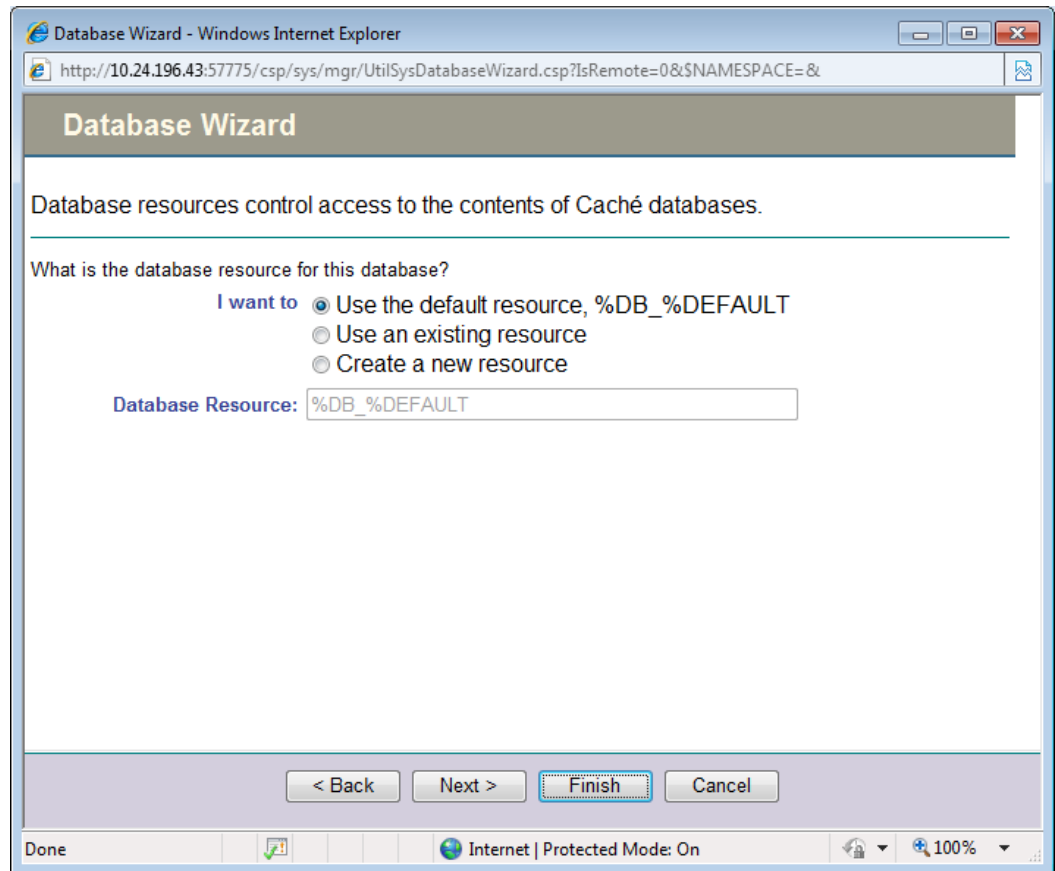 Database Wizard - Windows Internet Explorer
http://10.24.196.43:57775/csp/sys/mgr/UtilSysDatabaseWizard.csp?IsRemote=0&$NAMESPACE=&
Database Wizard
Database resources control access to the contents of Caché databases.
What is the database resource for this database?
I want to Use the default resource, %DB_%DEFAULT
Use an existing resource
Create a new resource
Database Resource: %DB_%DEFAULT
< Back Next > Finish Cancel
Done Internet | Protected Mode: On 100%